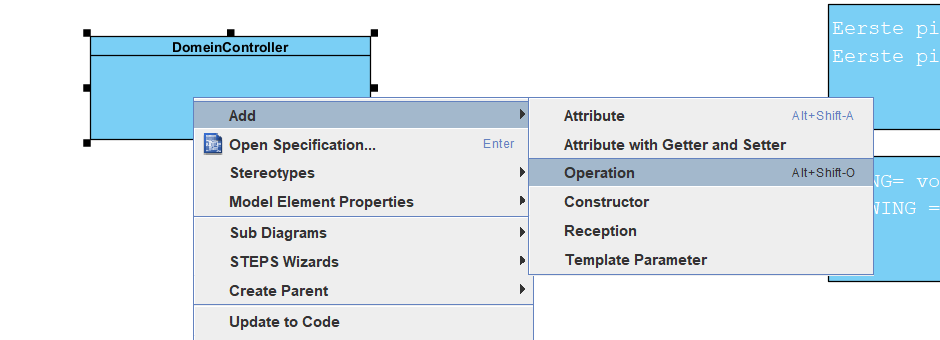 DomeinController
Eerste pi
Eerste pi
Add
Open Specification... Enter
Stereotypes
Model Element Properties
Sub Diagrams
STEPS Wizards
Create Parent
Update to Code
Attribute Alt+Shift-A
Attribute with Getter and Setter
Operation Alt+Shift-O
Constructor
Reception
Template Parameter
NG= vo
WING =